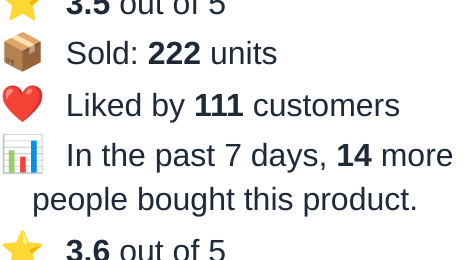 3.5 out of 5
Sold: 222 units
Liked by 111 customers
In the past 7 days, 14 more
people bought this product.
3.6 out of 5